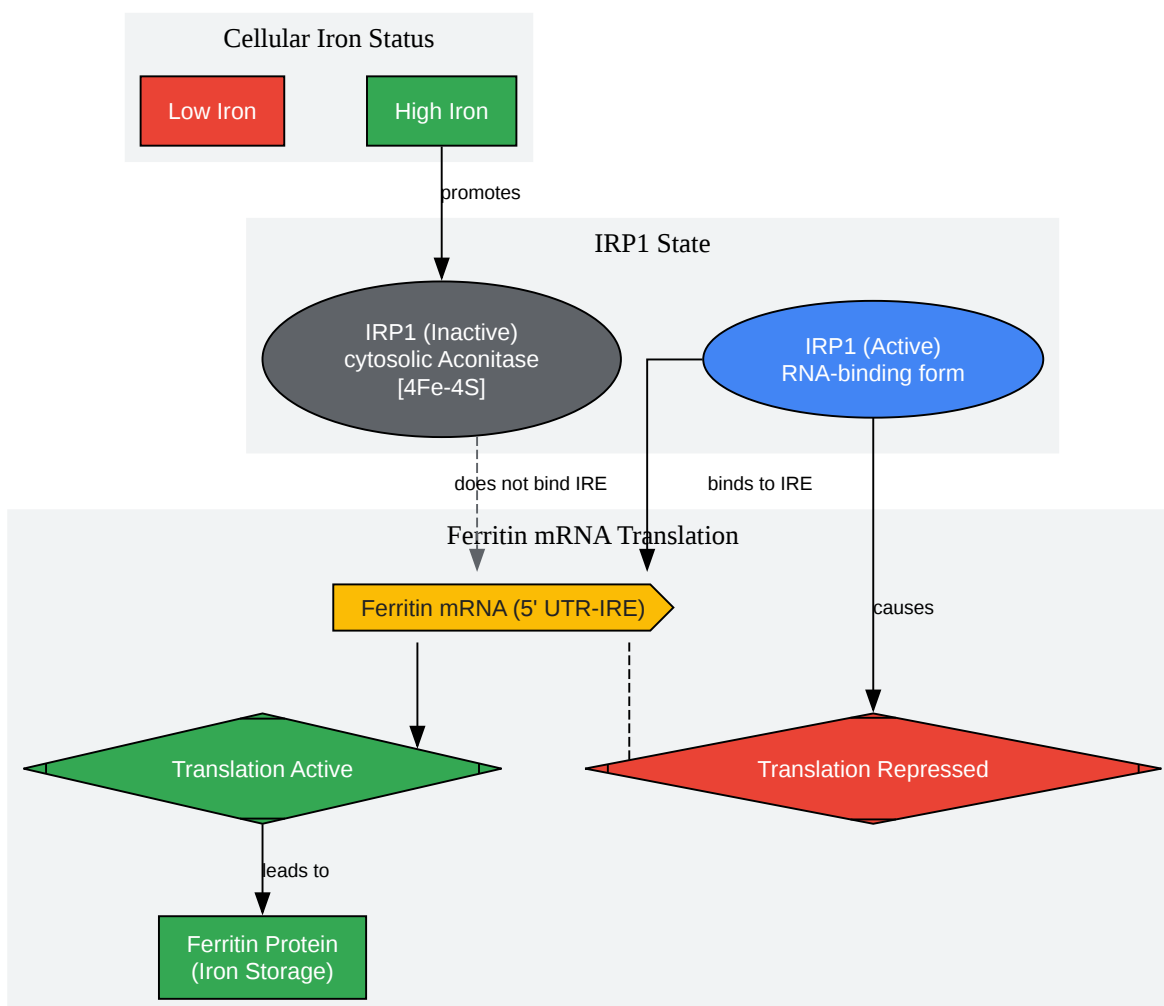 Cellular Iron Status
Low Iron
High Iron
promotes
IRP1 State
IRP1 (Inactive)
cytosolic Aconitase
[4Fe-4S]
IRP1 (Active)
RNA-binding form
does not bind IRE
binds to IRE
Ferritin mRNA Translation
Ferritin mRNA (5' UTR-IRE)
causes
Translation Active
Translation Repressed
leads to
Ferritin Protein
(Iron Storage)